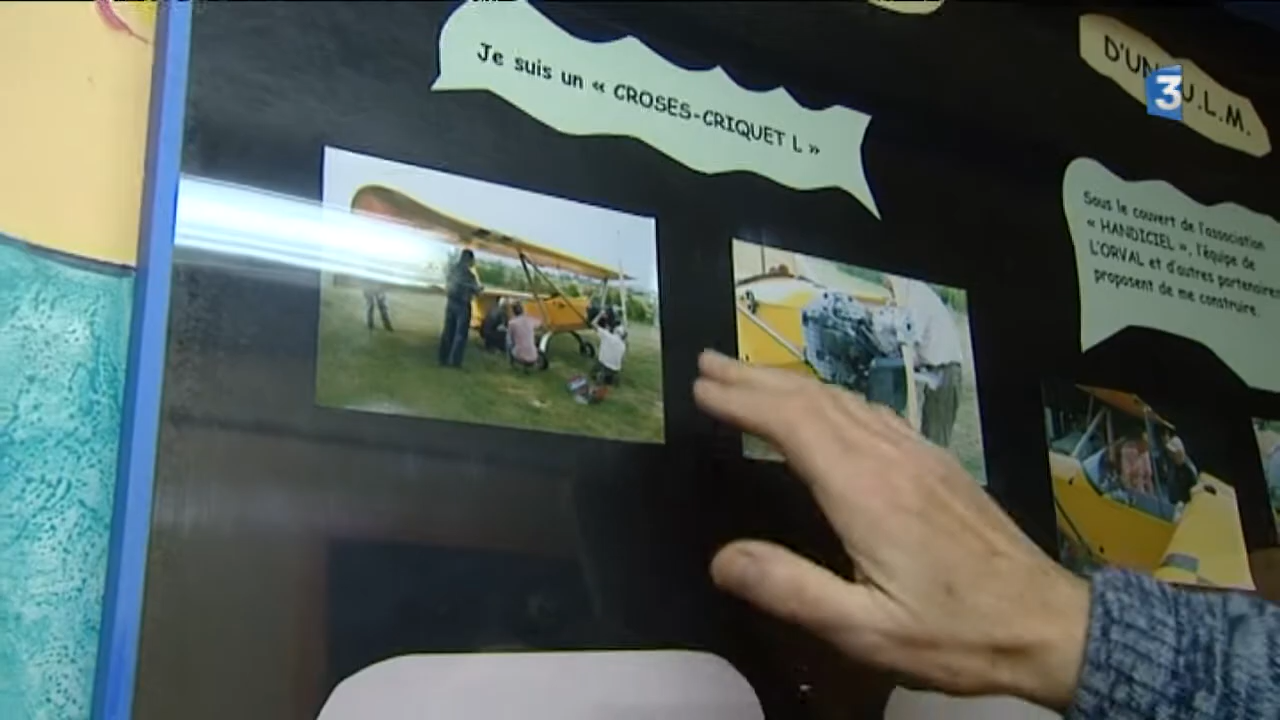 Je suis un « CROSES-CRIQUET L »
D'UN U.L.M.
3
Sous le couvert de l'association
« HANDICIEL », l'équipe de
L'ORVAL et d'autres partenaires
proposent de me construire.